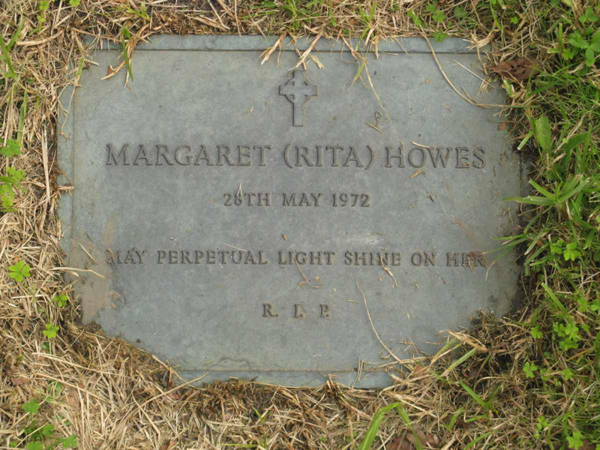 MARGARET (RITA) HOWES
28TH MAY 1972
MAY PERPETUAL LIGHT SHINE ON HER
R. I. P.